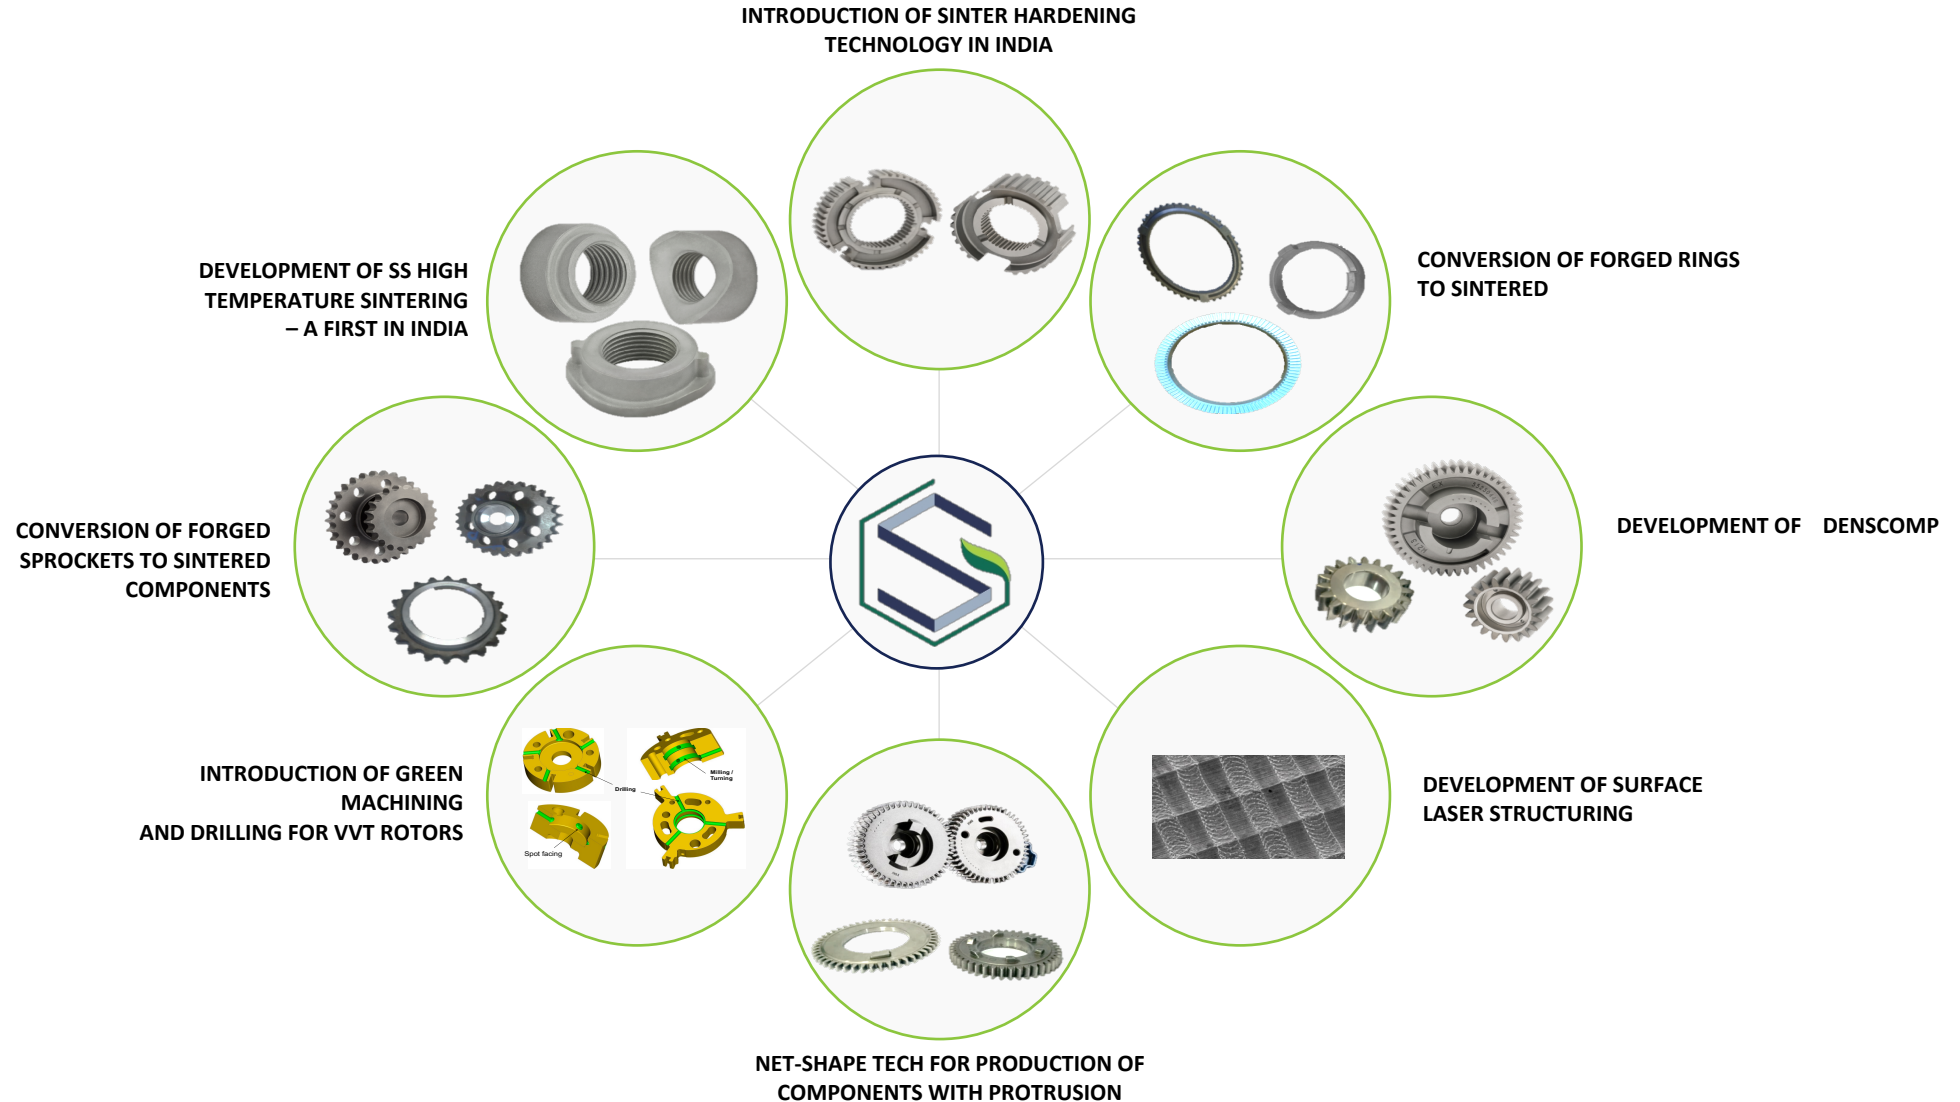 INTRODUCTION OF SINTER HARDENING
TECHNOLOGY IN INDIA
CONVERSION OF FORGED RINGS
TO SINTERED
DEVELOPMENT OF SS HIGH
TEMPERATURE SINTERING
– A FIRST IN INDIA
DEVELOPMENT OF DENSCOMP
CONVERSION OF FORGED
SPROCKETS TO SINTERED
COMPONENTS
INTRODUCTION OF GREEN
MACHINING
AND DRILLING FOR VVT ROTORS
Milling /
Turning
Drilling
Spot facing
DEVELOPMENT OF SURFACE
LASER STRUCTURING
NET-SHAPE TECH FOR PRODUCTION OF
COMPONENTS WITH PROTRUSION